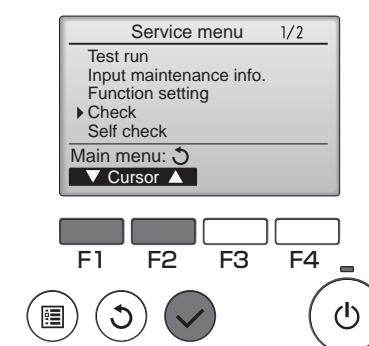 Service menu 1/2
Test run
Input maintenance info.
Function setting
Check
Self check
Main menu:
Cursor
F1 F2 F3 F4